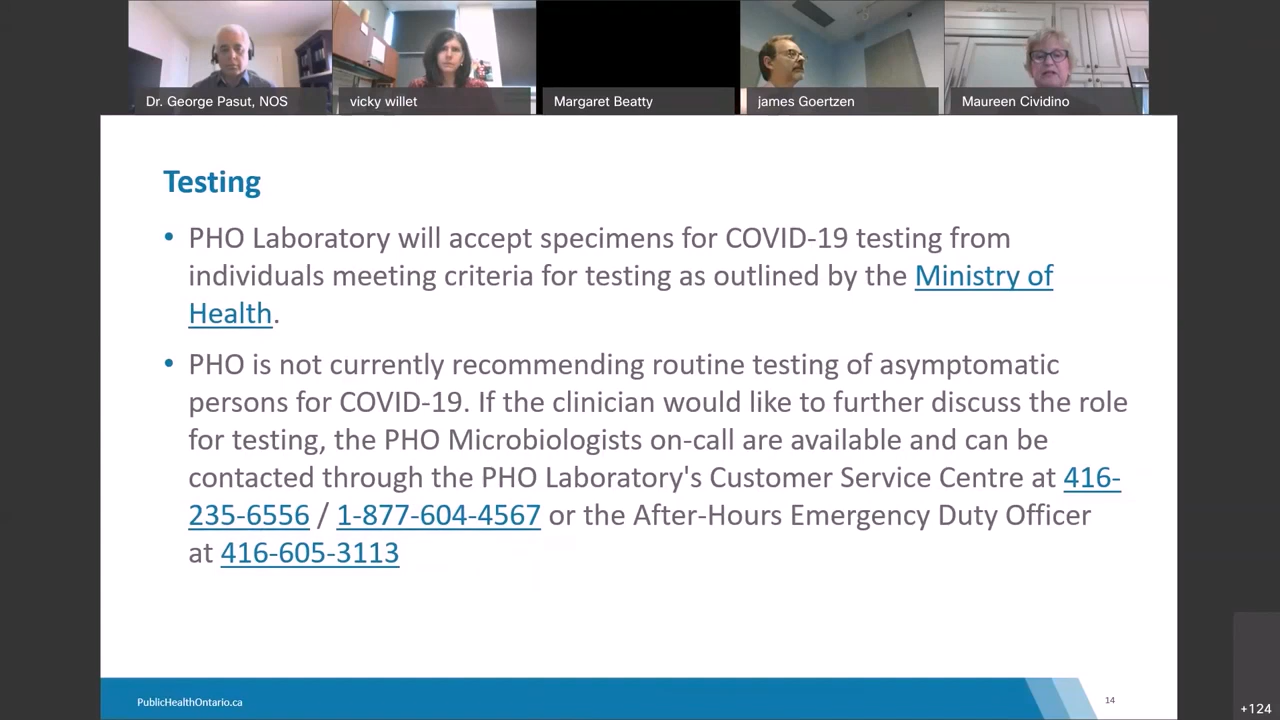 Dr. George Pasut, NOS
vicky willet
Margaret Beatty
james Goertzen
Maureen Cividino
Testing
• PHO Laboratory will accept specimens for COVID-19 testing from
individuals meeting criteria for testing as outlined by the Ministry of
Health.
• PHO is not currently recommending routine testing of asymptomatic
persons for COVID-19. If the clinician would like to further discuss the role
for testing, the PHO Microbiologists on-call are available and can be
contacted through the PHO Laboratory's Customer Service Centre at 416-
235-6556 / 1-877-604-4567 or the After-Hours Emergency Duty Officer
at 416-605-3113
PublicHealthOntario.ca
14
+124